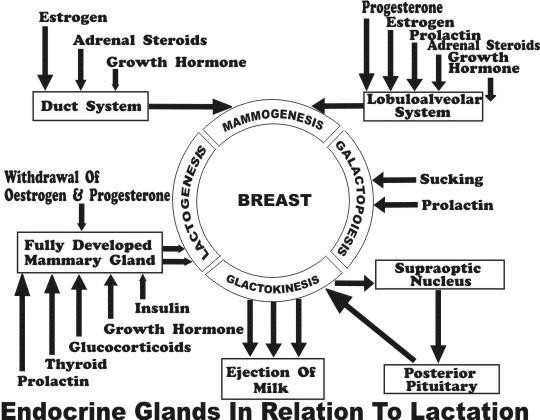 Estrogen
Adrenal Steroids
Growth Hormone
Duct System
Progesterone
Estrogen
Prolactin
Adrenal Steroids
Growth
Hormone
Lobuloalveolar
System
MAMMOGENESIS
LACTOGENESIS
GALACTOPOIESIS
BREAST
GLACTOKINESIS
Sucking
Prolactin
Withdrawal Of
Oestrogen & Progesterone
Fully Developed
Mammary Gland
Insulin
Growth Hormone
Glucocorticoids
Thyroid
Prolactin
Supraoptic
Nucleus
Ejection Of
Milk
Posterior
Pituitary
Endocrine Glands In Relation To Lactation